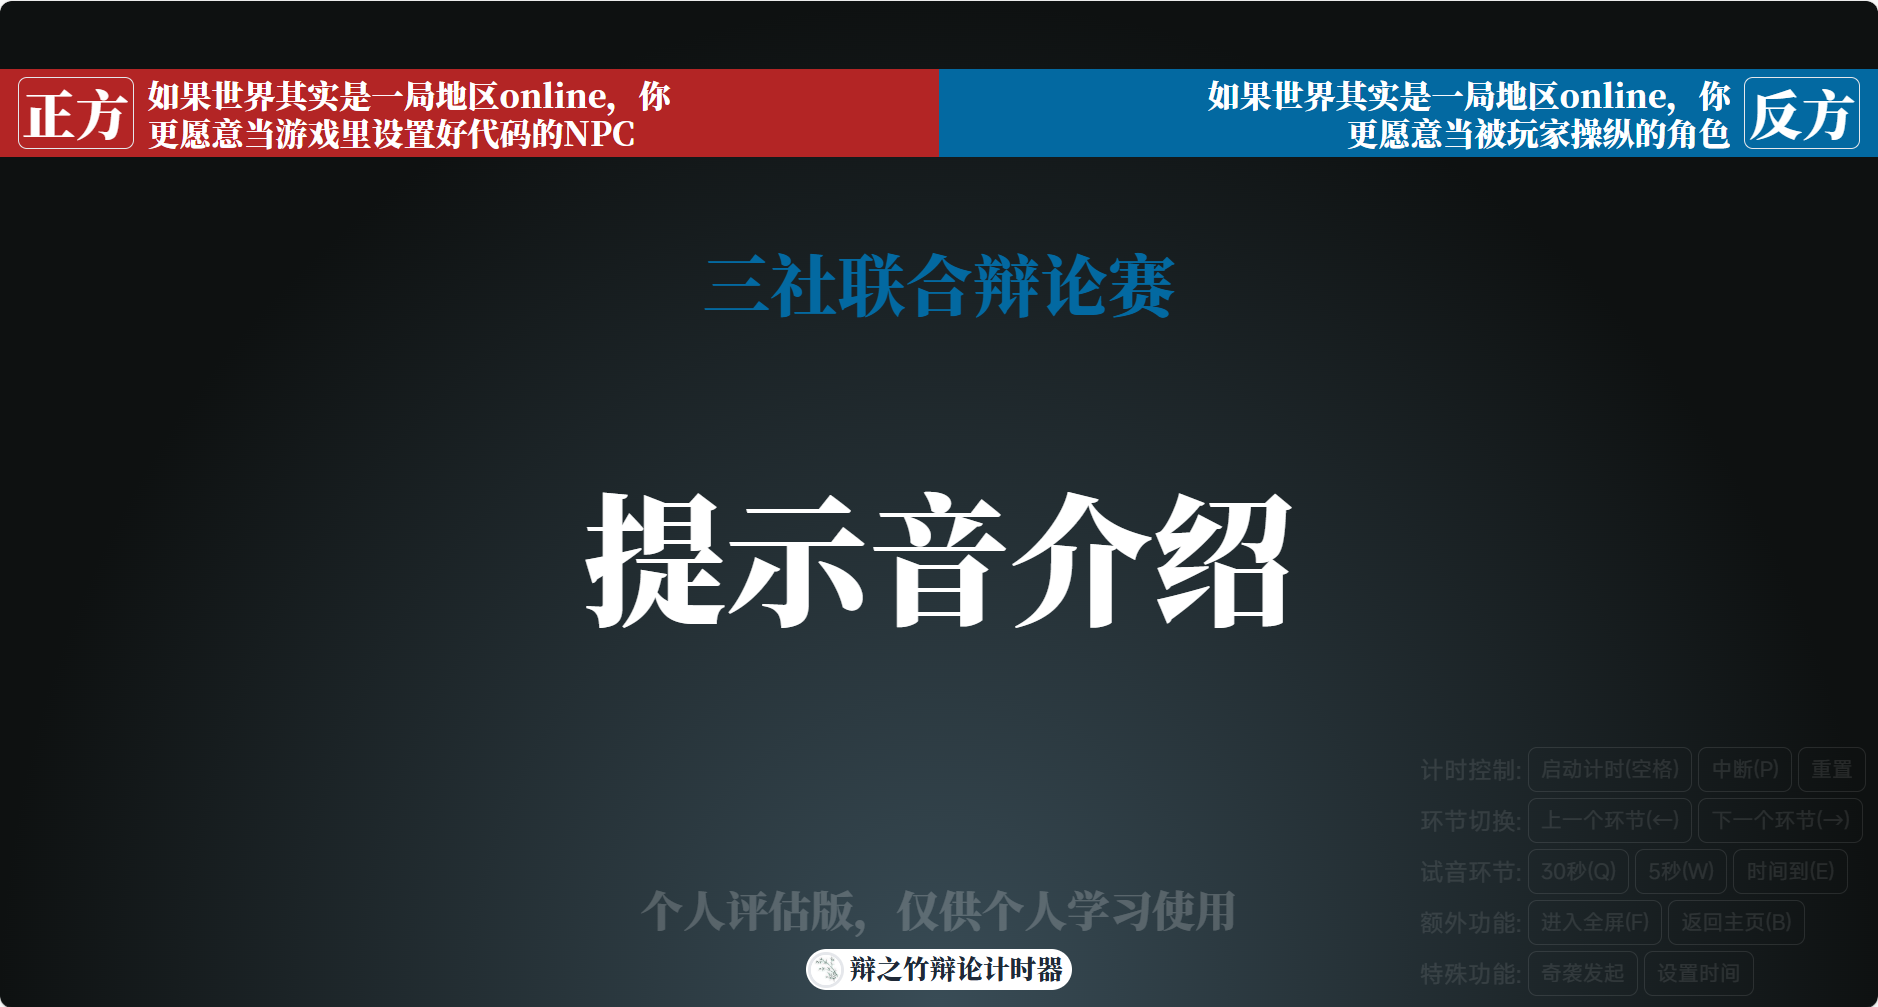 正方
如果世界其实是一局地区online，你
更愿意当游戏里设置好代码的NPC
如果世界其实是一局地区online，你
更愿意当被玩家操纵的角色
反方
三社联合辩论赛
提示音介绍
计时控制: 启动计时(空格) 中断(P) 重置
环节切换: 上一个环节(←) 下一个环节(→)
试音环节: 30秒(Q) 5秒(W) 时间到(E)
额外功能: 进入全屏(F) 返回主页(B)
特殊功能: 奇袭发起 设置时间
个人评估版，仅供个人学习使用
辩之竹辩论计时器